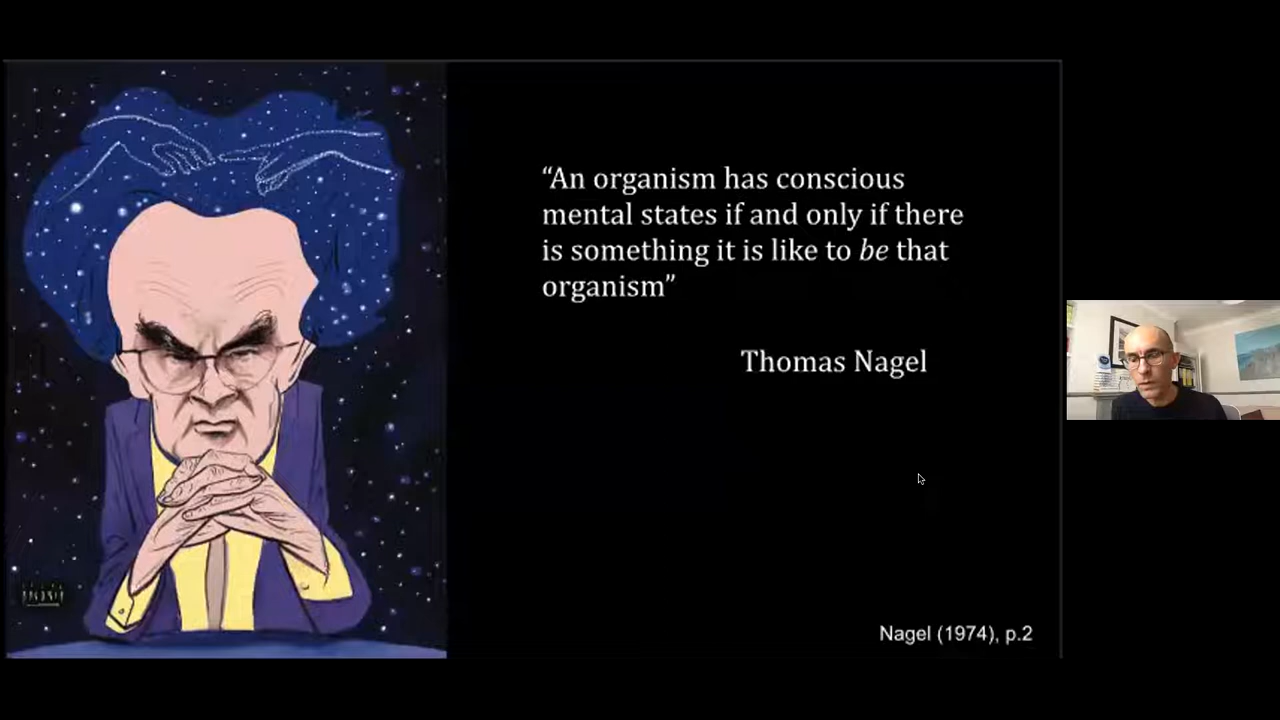 “An organism has conscious
mental states if and only if there
is something it is like to be that
organism”
Thomas Nagel
Nagel (1974), p.2